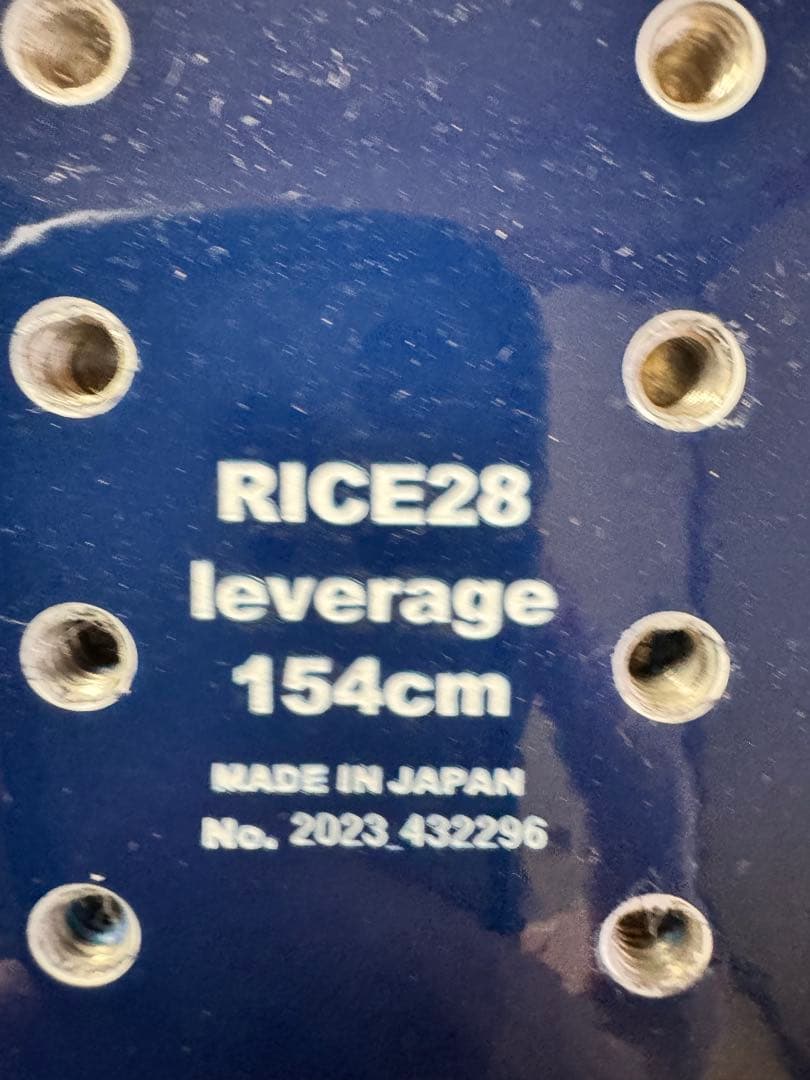 RICE28
leverage
154cm
MADE IN JAPAN
No. 2023_432296